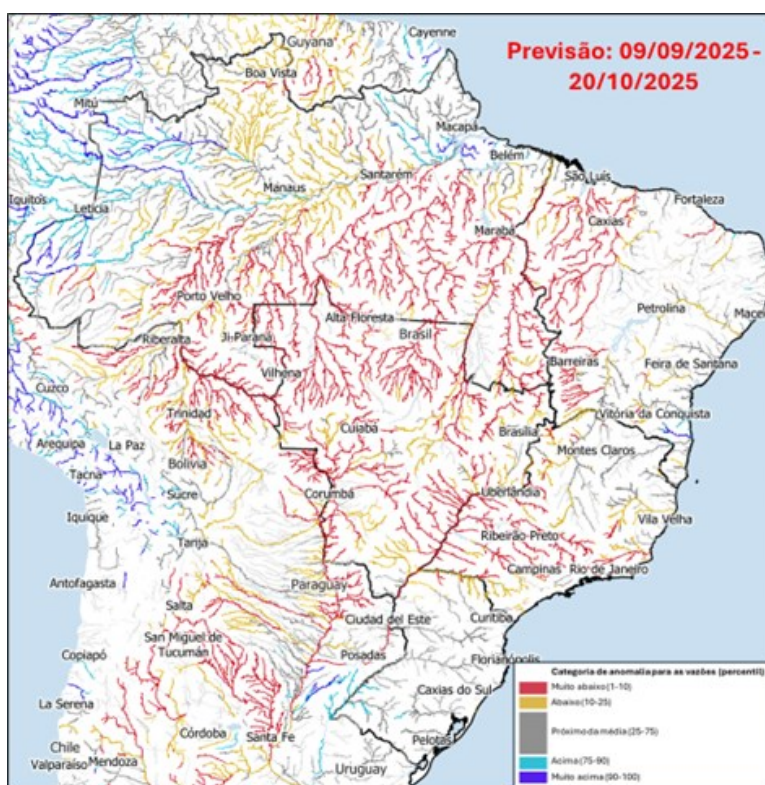 Previsão: 09/09/2025 -
20/10/2025
Cayenne
Guyana
Boa Vista
Mitú
Macapá
Belém
São Luís
Santarém
Manaus
Fortaleza
Iquitos
Leticia
Caxias
Marabá
Porto Velho
Petrolina
Alta Floresta
Brasil
Macei
Ji-Paraná
Riberalta
Barreiras
Feira de Santana
Vilhena
Cuzco
Trinidad
Vitória da Conquista
Cuiabá
Brasília
Arequipa
La Paz
Montes Claros
Tacna
Bolivia
Corumbá
Uberlândia
Sucre
Iquique
Vila Velha
Ribeirão Preto
Tarija
Campinas
Rio de Janeiro
Paraguay
Antofagasta
Salta
Ciudad del Este
Curitiba
San Miguel de
Tucumán
Posadas
Florianópolis
Copiapó
Caxias do Sul
La Serena
Córdoba
Santa Fe
Pelotas
Chile
Valparaíso
Mendoza
Uruguay
Categoria de anomalia para as vazões (percentil)
Muito abaixo (1-10)
Abaixo (10-25)
Próximo da média (25-75)
Acima (75-90)
Muito acima (90-100)